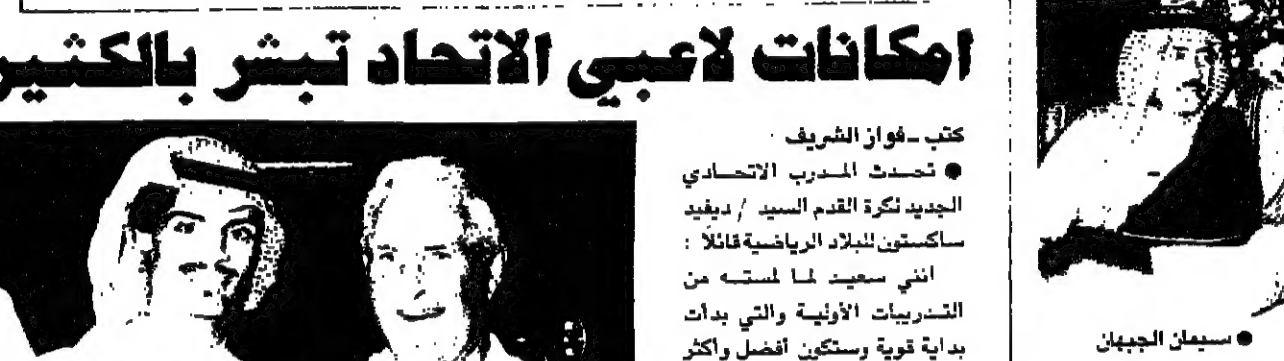 امكانات لاعبي الاتحاد تبشر بالكثير
كتب ـ فواز الشريف
● تحدث المدرب الاتحادي
الجديد لكرة القدم السيد / ديفيد
ساكستون للبلاد الرياضية قائلاً :
انني سعيد لما لمسته من
التدريبات الأولية والتي بدأت
بداية قوية وستكون أفضل وأكثر
● سليمان الجبهان